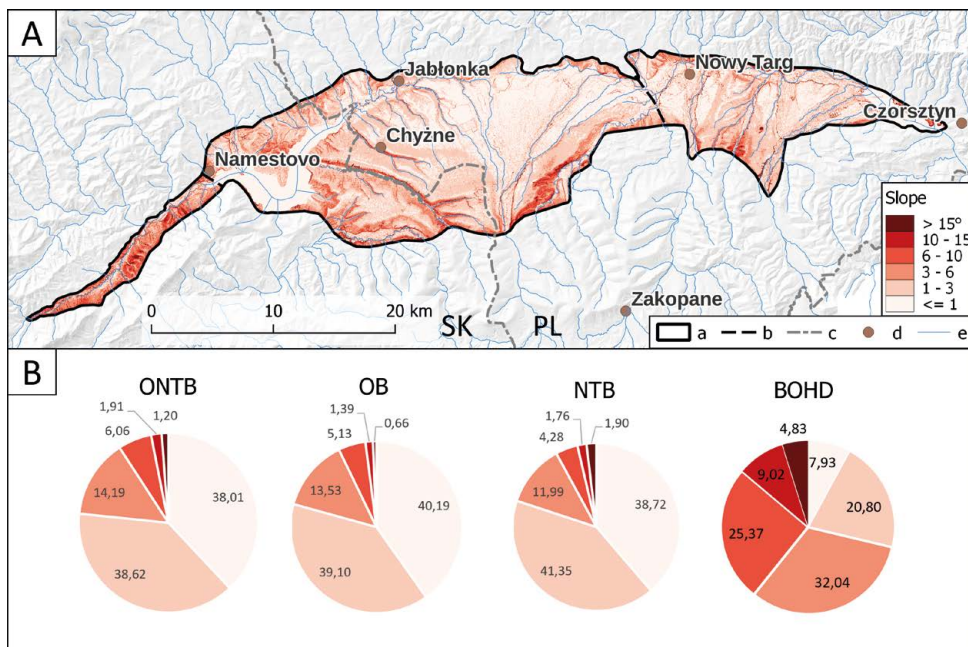 A
Jabłonka
Nowy Targ
Czorsztyn
Chyżne
Namestovo
Zakopane
0 10 20 km
SK PL
Slope
> 15°
10 - 15
6 - 10
3 - 6
1 - 3
<= 1
a b c d e
B
ONTB
1,91
1,20
6,06
14,19
38,01
38,62
OB
1,39
0,66
5,13
13,53
40,19
39,10
NTB
1,76
1,90
4,28
11,99
38,72
41,35
BOHD
4,83
7,93
9,02
20,80
25,37
32,04